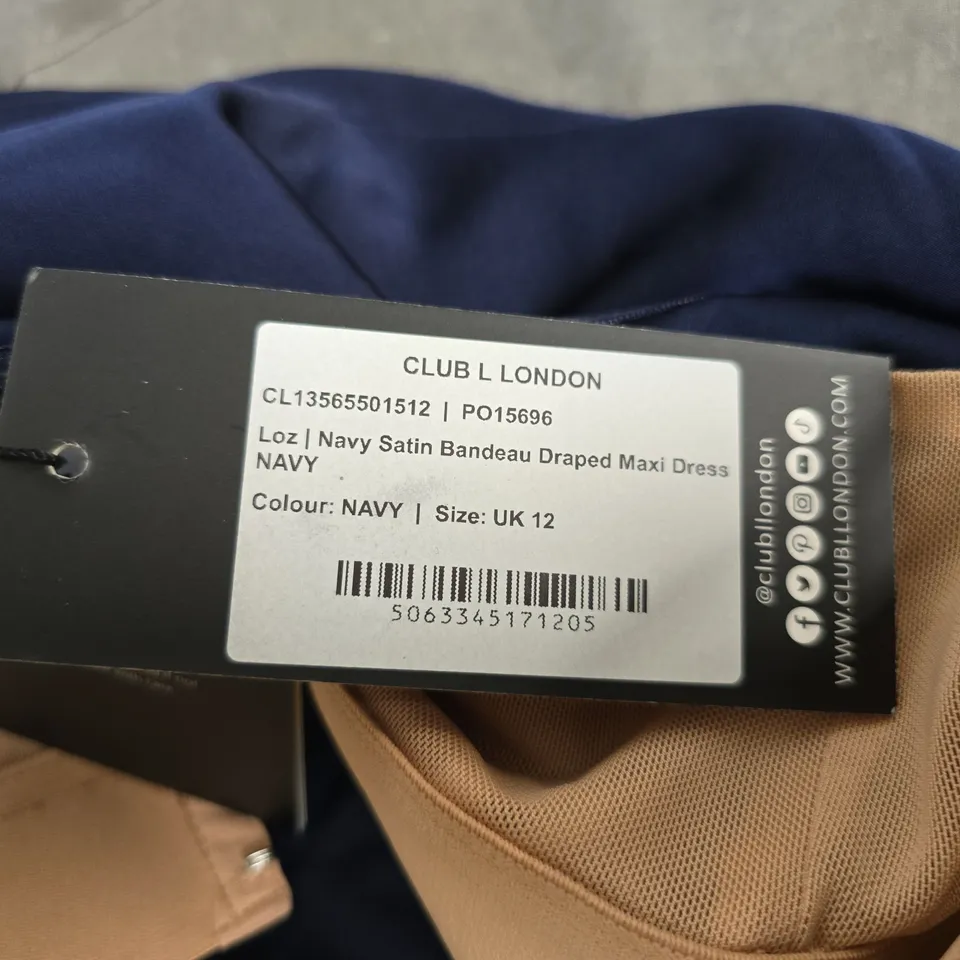 CLUB L LONDON
CL13565501512 | PO15696
Loz | Navy Satin Bandeau Draped Maxi Dress
NAVY
Colour: NAVY | Size: UK 12
5063345171205
@clubllondon
WWW.CLUBLLONDON.COM